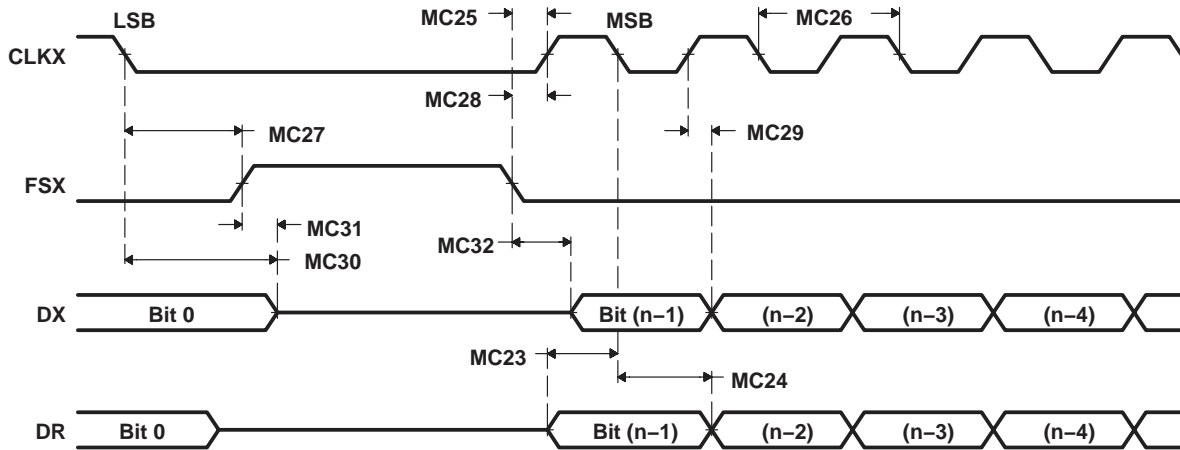 LSB MC25 MSB MC26
CLKX
MC28
MC27 MC29
FSX
MC31 MC32
MC30
DX Bit 0 Bit (n–1) (n–2) (n–3) (n–4)
MC23 MC24
DR Bit 0 Bit (n–1) (n–2) (n–3) (n–4)